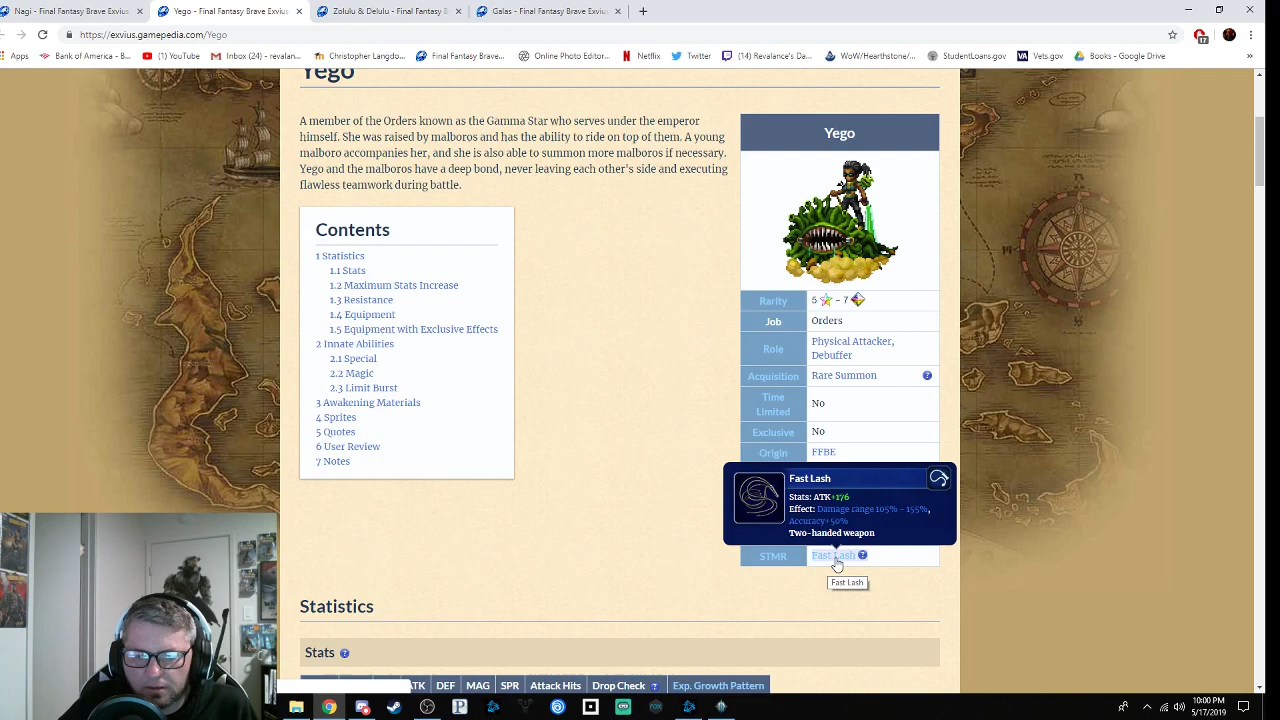 Nagi - Final Fantasy Brave Exvius
Yego - Final Fantasy Brave Exvius
Zolulu & Delulu - Final Fantasy B
Galas - Final Fantasy Brave Exvius
https://exvius.gamepedia.com/Yego
17
Apps
Bank of America - B...
(1) YouTube
Inbox (24) - revalan...
Christopher Langdo...
Final Fantasy Brave...
Online Photo Editor...
Netflix
Twitter
(14) Revalance's Da...
WoW/Hearthstone/...
StudentLoans.gov
Vets.gov
Books - Google Drive
Yego
A member of the Orders known as the Gamma Star who serves under the emperor
himself. She was raised by malboros and has the ability to ride on top of them. A young
malboro accompanies her, and she is also able to summon more malboros if necessary.
Yego and the malboros have a deep bond, never leaving each other's side and executing
flawless teamwork during battle.
Contents
1 Statistics
1.1 Stats
1.2 Maximum Stats Increase
1.3 Resistance
1.4 Equipment
1.5 Equipment with Exclusive Effects
2 Innate Abilities
2.1 Special
2.2 Magic
2.3 Limit Burst
3 Awakening Materials
4 Sprites
5 Quotes
6 User Review
7 Notes
Yego
Rarity 5 - 7
Job Orders
Role Physical Attacker,
Debuffer
Acquisition Rare Summon
Time
Limited No
Exclusive No
Origin FFBE
Fast Lash
Stats: ATK+176
Effect: Damage range 105% - 155%,
Accuracy+50%
Two-handed weapon
STMR Fast Lash
Fast Lash
Statistics
Stats
ATK DEF MAG SPR Attack Hits Drop Check Exp. Growth Pattern
10:00 PM
5/17/2019